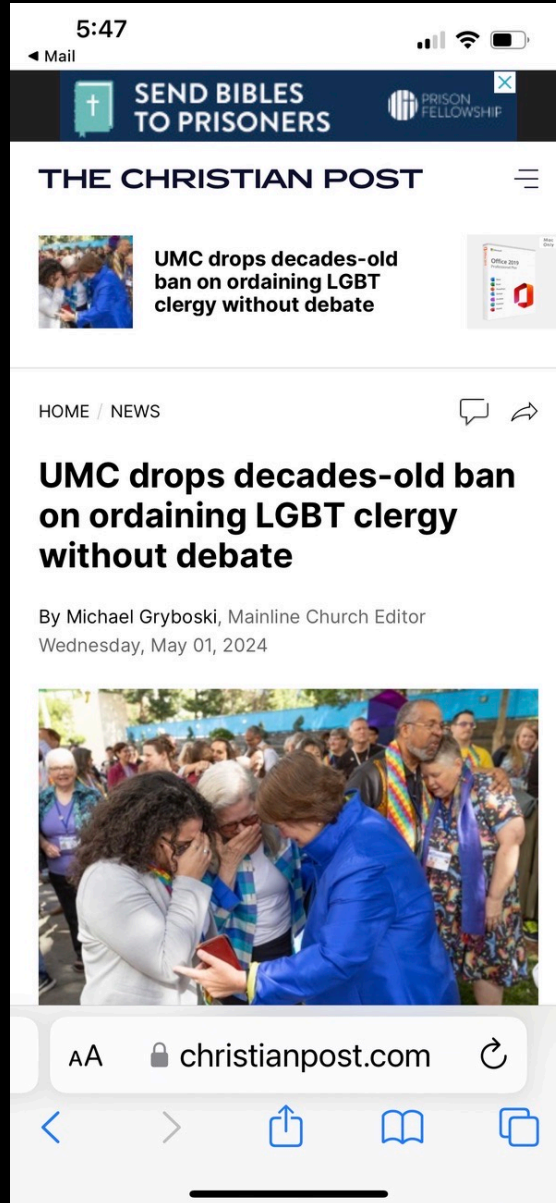 5:47
◀ Mail
SEND BIBLES
TO PRISONERS
PRISON
FELLOWSHIP
THE CHRISTIAN POST
UMC drops decades-old
ban on ordaining LGBT
clergy without debate
Office 2019
HOME / NEWS
UMC drops decades-old ban
on ordaining LGBT clergy
without debate
By Michael Gryboski, Mainline Church Editor
Wednesday, May 01, 2024
AA christianpost.com